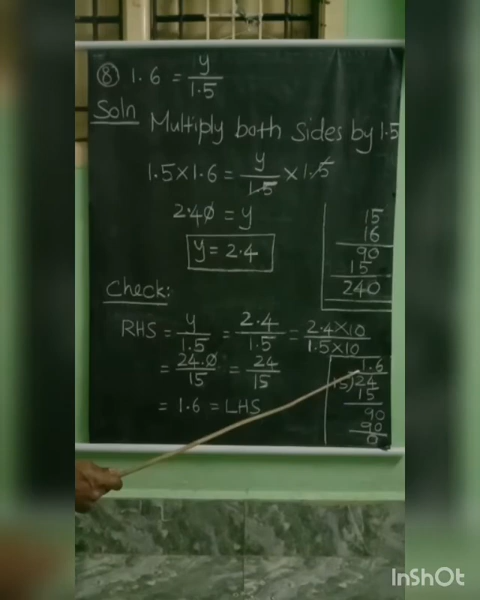 ⑧ 1.6 = y/1.5
Soln Multiply both sides by 1.5
1.5×1.6 = y/1.5 × 1.5
2.40 = y
y = 2.4
15
16
90
15
240
Check:
RHS = y/1.5 = 2.4/1.5 = 2.4×10/1.5×10
= 24.0/15 = 24/15
= 1.6 = LHS
1.6
15)24
15
90
90
0
InShOt